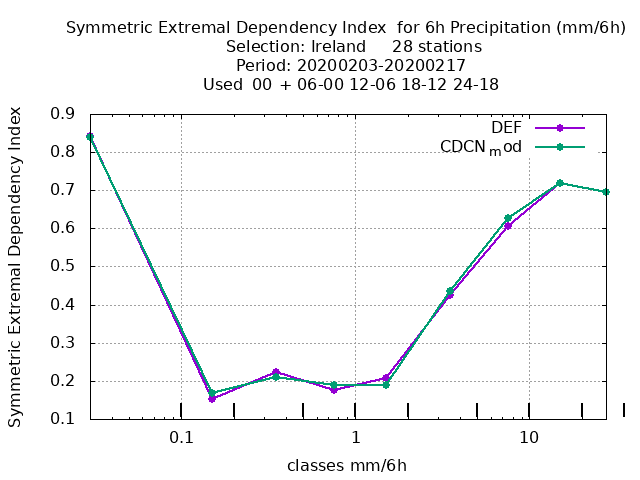 Symmetric Extremal Dependency Index  for 6h Precipitation (mm/6h)
Selection: Ireland     28 stations
Period: 20200203-20200217
Used  00  + 06-00 12-06 18-12 24-18
Symmetric Extremal Dependency Index
0.9
0.8
0.7
0.6
0.5
0.4
0.3
0.2
0.1
DEF
CDCNmod
0.1
1
10
classes mm/6h